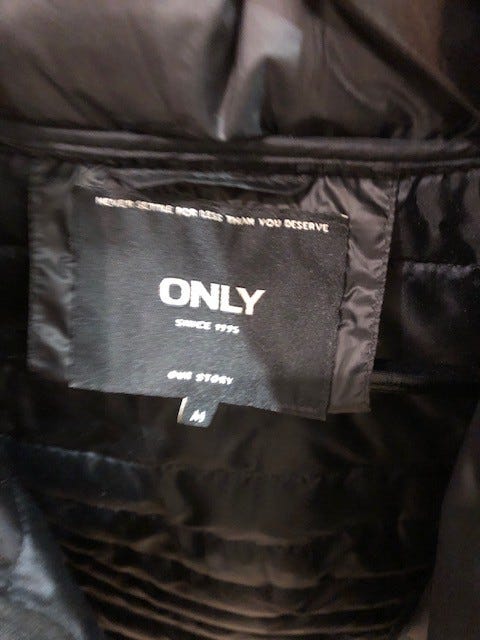 NEVER SETTLE FOR LESS THAN YOU DESERVE
ONLY
SINCE 1995
OUR STORY
M